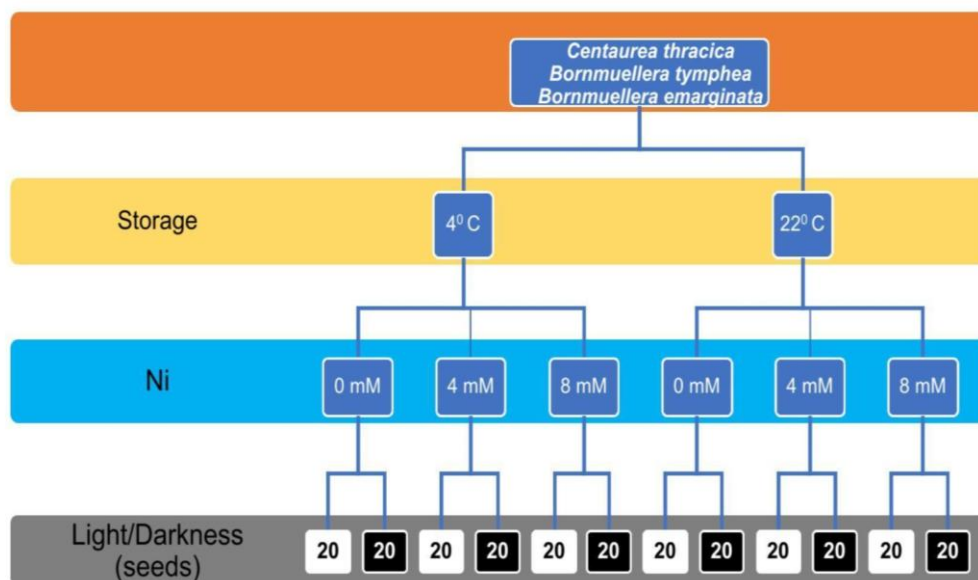 Centaurea thracica
Bornmuellera tymphea
Bornmuellera emarginata
Storage
4⁰ C
22⁰ C
Ni
0 mM
4 mM
8 mM
0 mM
4 mM
8 mM
Light/Darkness
(seeds)
20 20 20 20 20 20 20 20 20 20 20 20